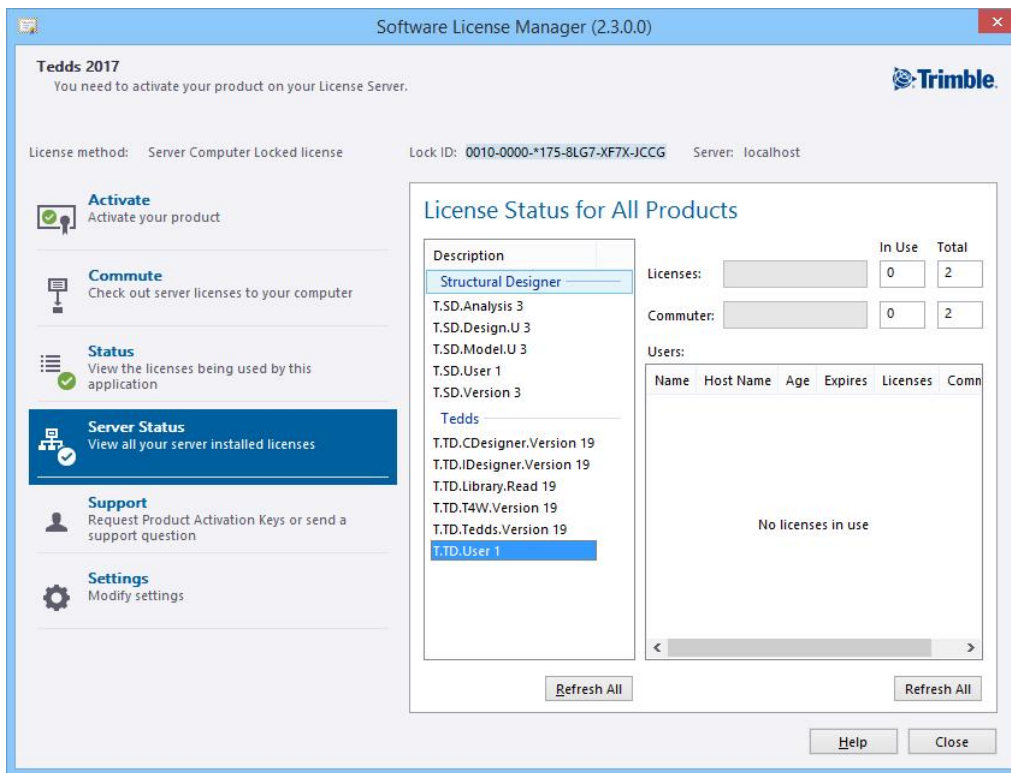 Software License Manager (2.3.0.0)
Tedds 2017
You need to activate your product on your License Server.
Trimble.
License method: Server Computer Locked license Lock ID: 0010-0000-*175-8LG7-XF7X-JCCG Server: localhost
Activate
Activate your product
Commute
Check out server licenses to your computer
Status
View the licenses being used by this
application
Server Status
View all your server installed licenses
Support
Request Product Activation Keys or send a
support question
Settings
Modify settings
License Status for All Products
Description
Structural Designer
T.SD.Analysis 3
T.SD.Design.U 3
T.SD.Model.U 3
T.SD.User 1
T.SD.Version 3
Tedds
T.TD.CDesigner.Version 19
T.TD.IDesigner.Version 19
T.TD.Library.Read 19
T.TD.T4W.Version 19
T.TD.Tedds.Version 19
T.TD.User 1
Refresh All
In Use Total
Licenses: 0 2
Commuter: 0 2
Users:
Name Host Name Age Expires Licenses Comm
No licenses in use
Refresh All
Help Close